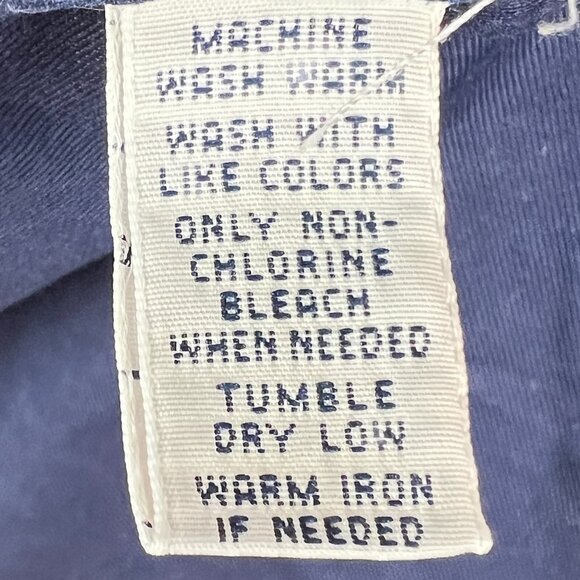 MACHINE
WASH WARM
WASH WITH
LIKE COLORS
ONLY NON-
CHLORINE
BLEACH
WHEN NEEDED
TUMBLE
DRY LOW
WARM IRON
IF NEEDED